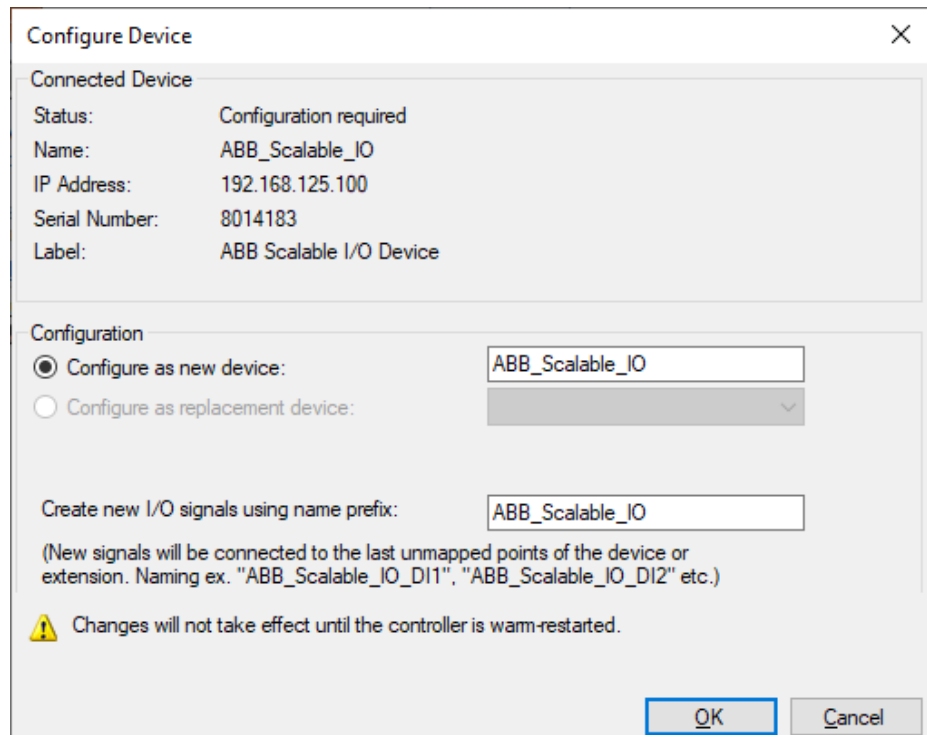 Configure Device
Connected Device
Status: Configuration required
Name: ABB_Scalable_IO
IP Address: 192.168.125.100
Serial Number: 8014183
Label: ABB Scalable I/O Device
Configuration
Configure as new device: ABB_Scalable_IO
Configure as replacement device:
Create new I/O signals using name prefix: ABB_Scalable_IO
(New signals will be connected to the last unmapped points of the device or
extension. Naming ex. "ABB_Scalable_IO_DI1", "ABB_Scalable_IO_DI2" etc.)
Changes will not take effect until the controller is warm-restarted.
OK Cancel